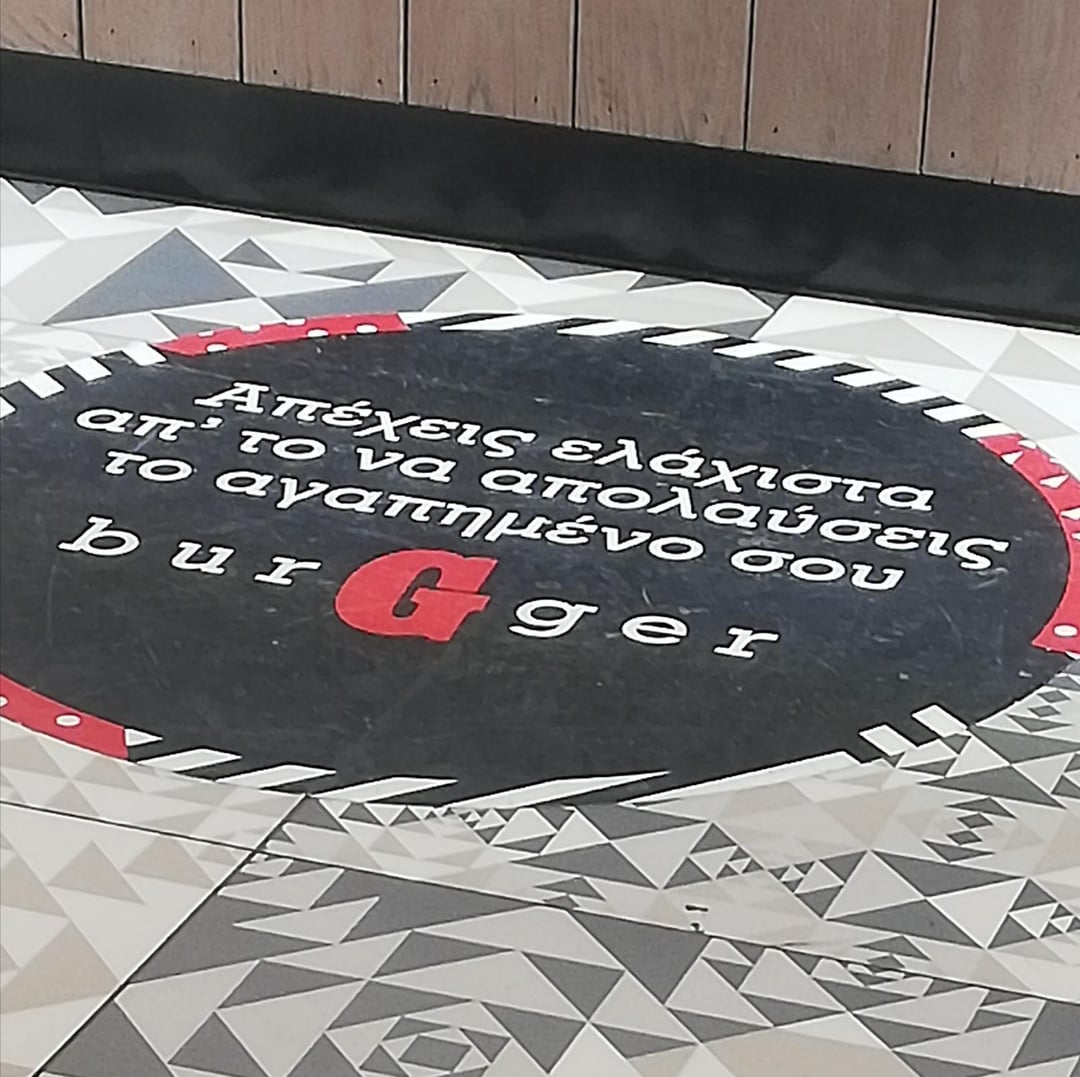 Απέχεις ελάχιστα
απ' το να απολαύσεις
το αγαπημένο σου
burGger